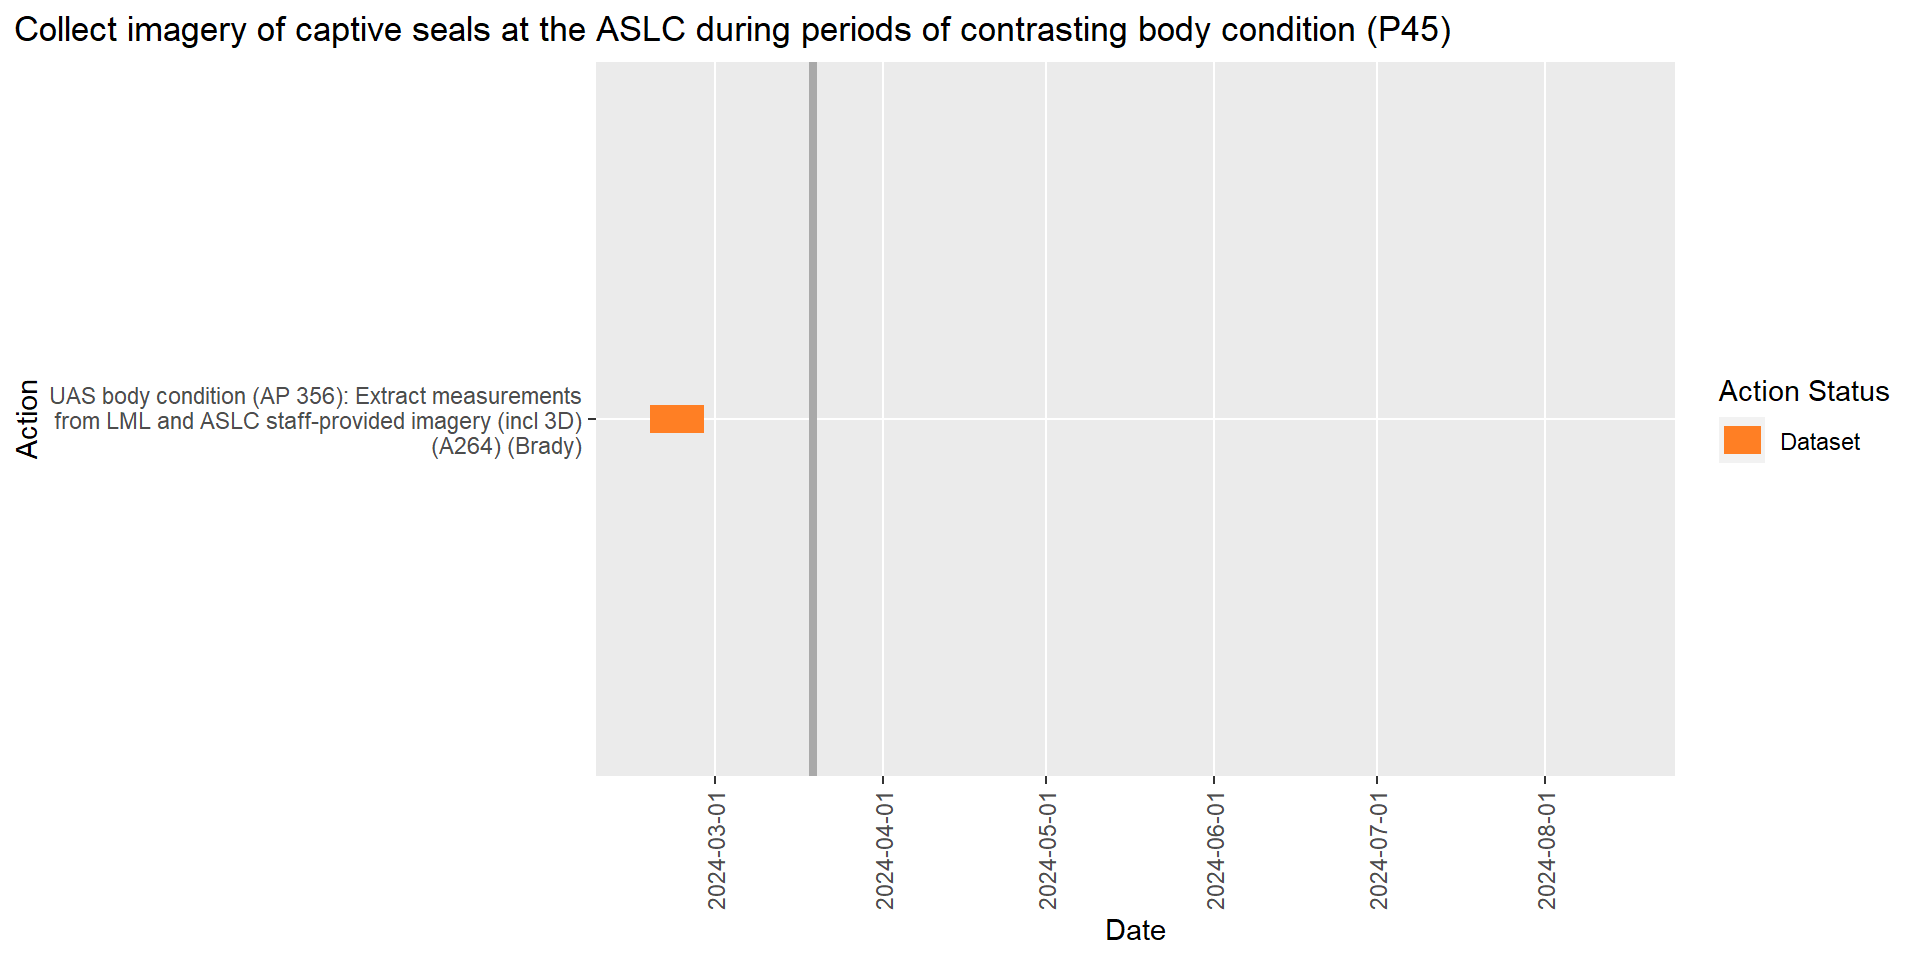 Collect imagery of captive seals at the ASLC during periods of contrasting body condition (P45)
Action
UAS body condition (AP 356): Extract measurements
from LML and ASLC staff-provided imagery (incl 3D)
(A264) (Brady)
Action Status
Dataset
2024-03-01
2024-04-01
2024-05-01
2024-06-01
2024-07-01
2024-08-01
Date